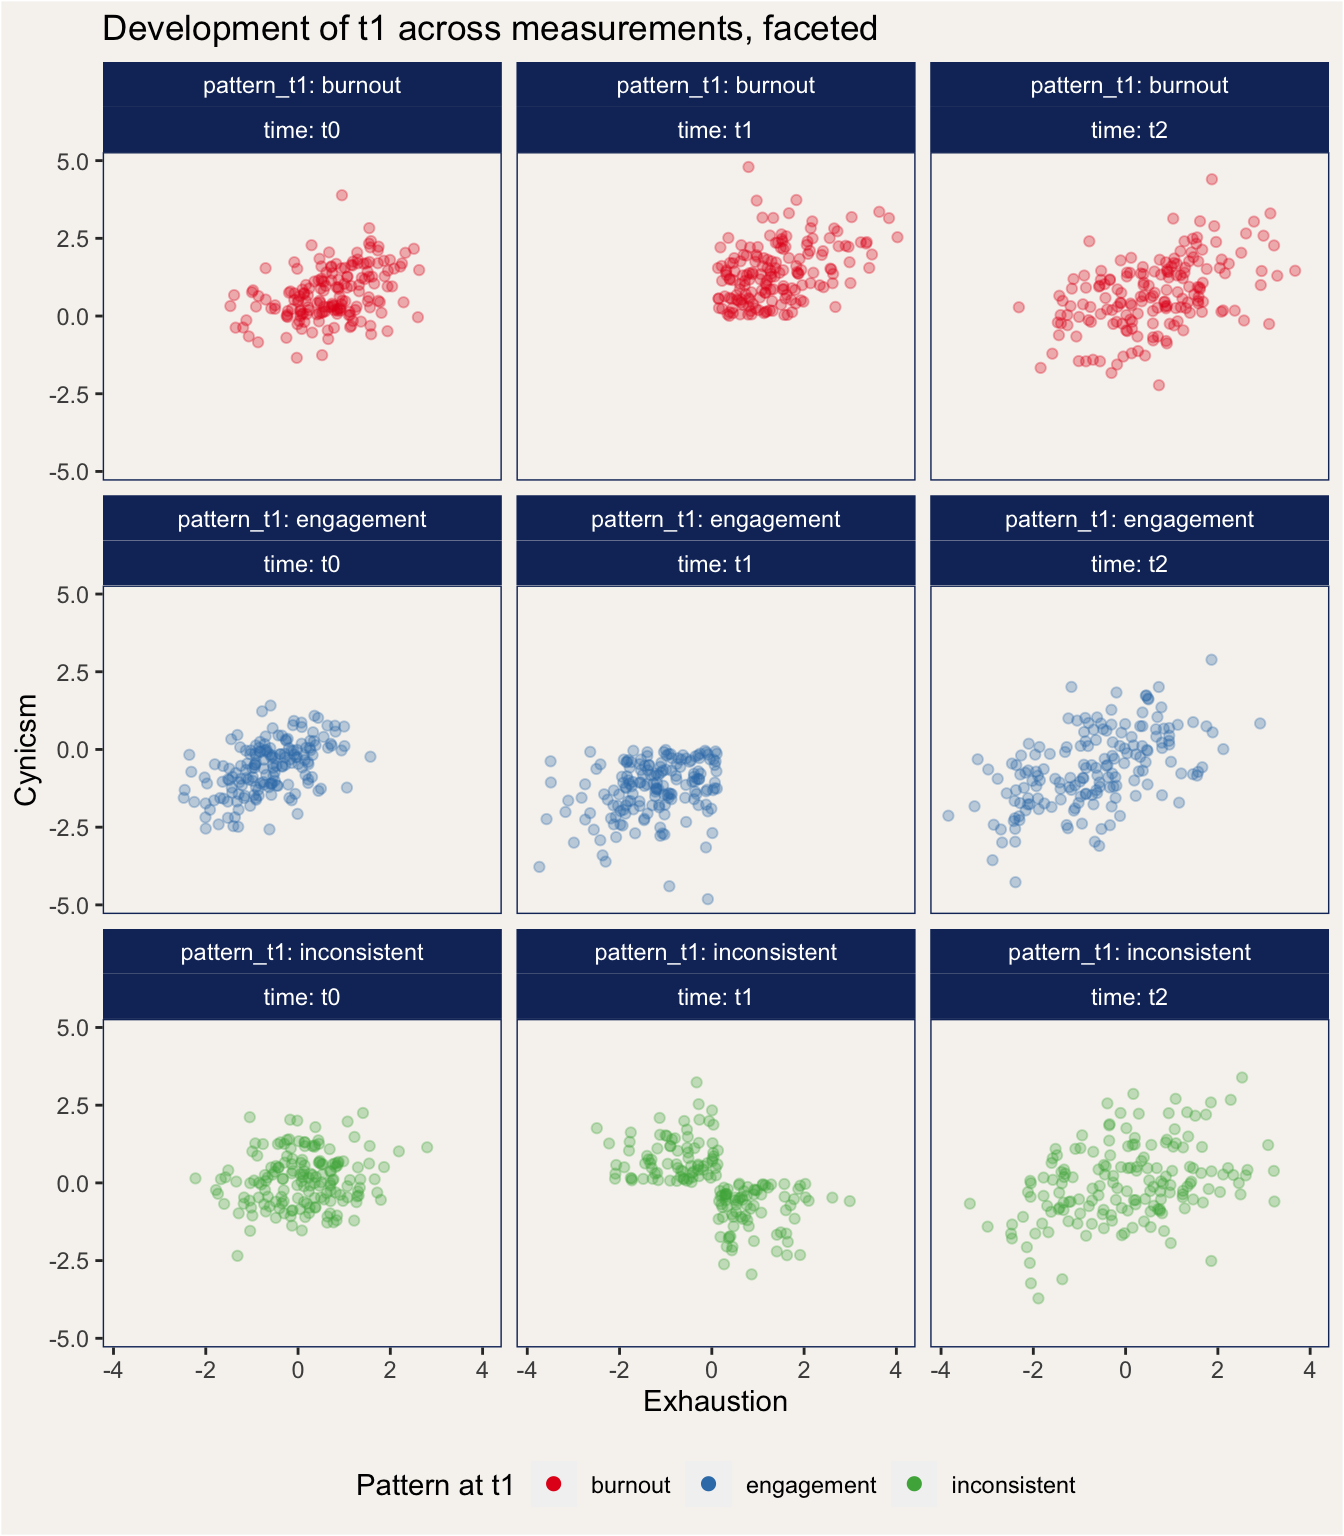 Development of t1 across measurements, faceted
pattern_t1: burnout pattern_t1: burnout pattern_t1: burnout
time: t0 time: t1 time: t2
5.0
2.5
0.0
-2.5
-5.0
pattern_t1: engagement pattern_t1: engagement pattern_t1: engagement
time: t0 time: t1 time: t2
5.0
2.5
0.0
-2.5
-5.0
Cynicsm
pattern_t1: inconsistent pattern_t1: inconsistent pattern_t1: inconsistent
time: t0 time: t1 time: t2
5.0
2.5
0.0
-2.5
-5.0
-4 -2 0 2 4 -4 -2 0 2 4 -4 -2 0 2 4
Exhaustion
Pattern at t1 burnout engagement inconsistent